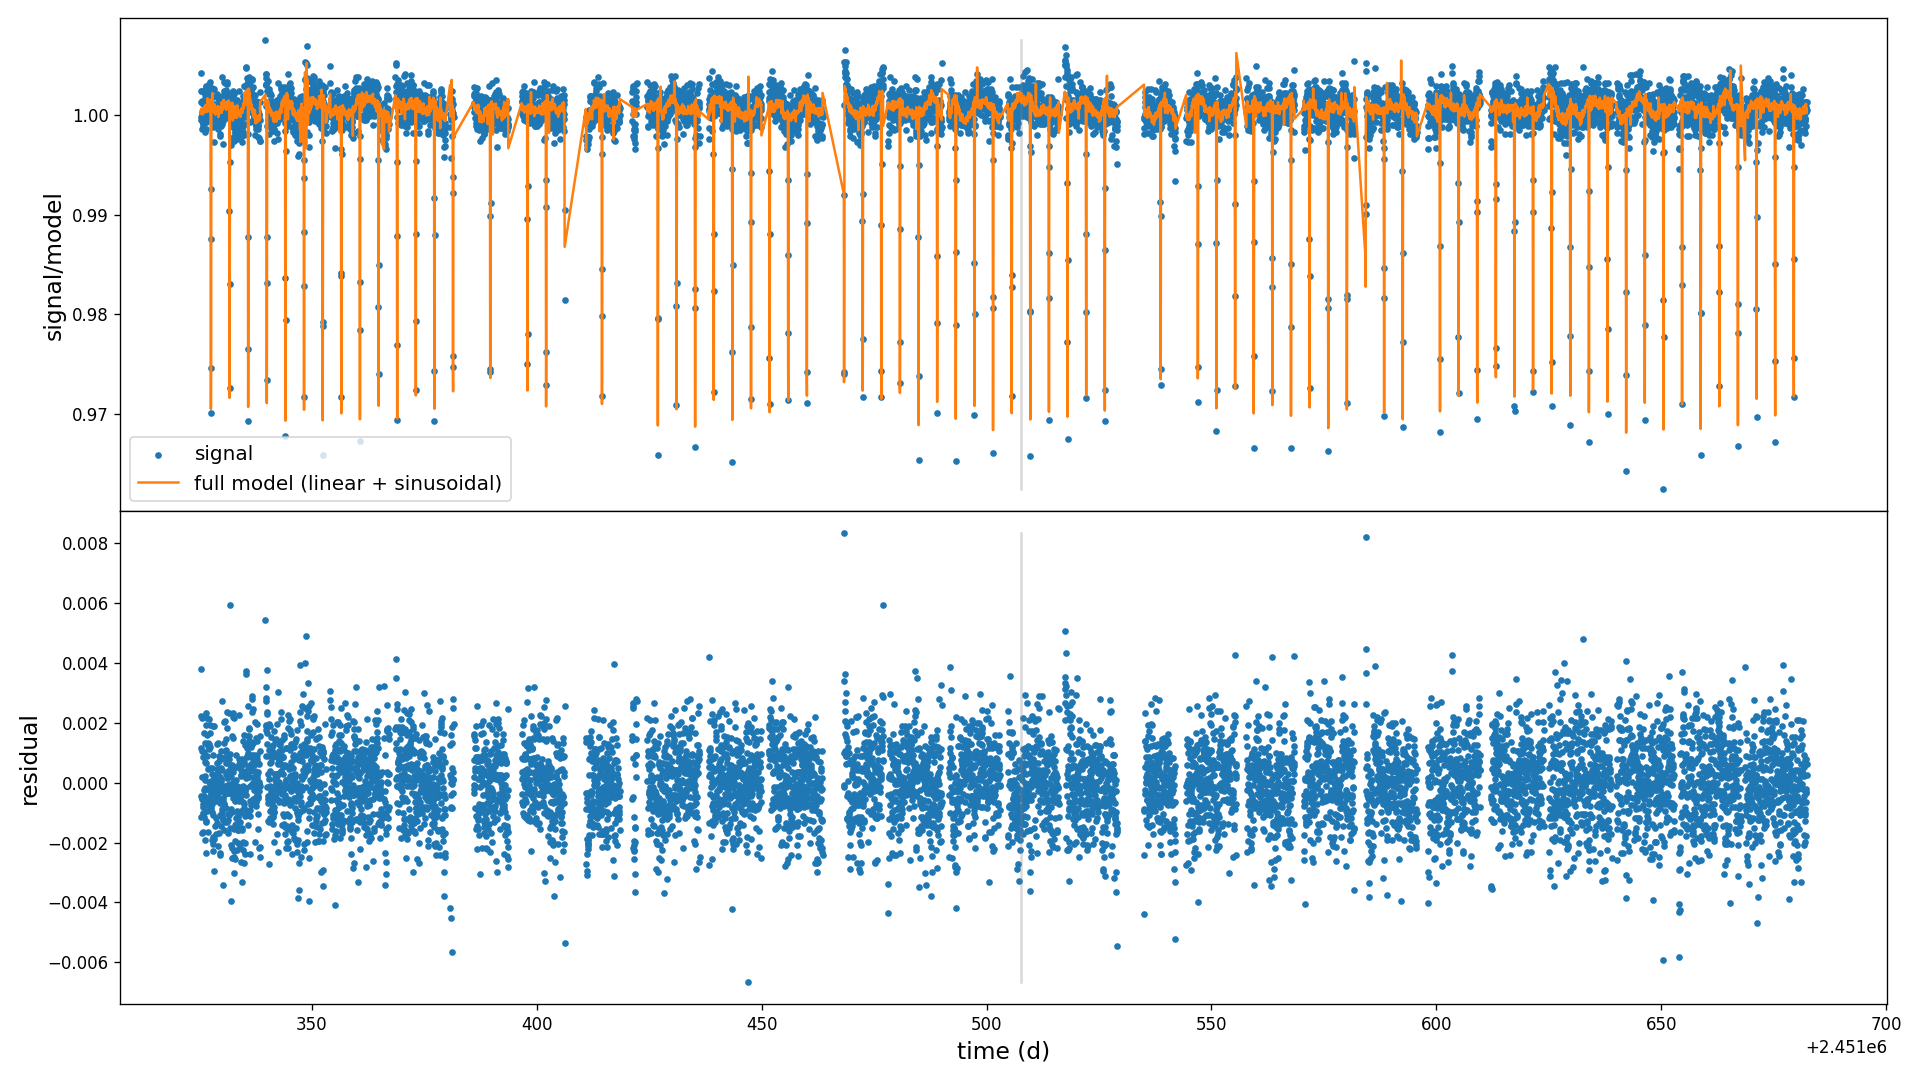 signal/model
1.00
0.99
0.98
0.97
signal
full model (linear + sinusoidal)
residual
0.008
0.006
0.004
0.002
0.000
−0.002
−0.004
−0.006
350 400 450 500 550 600 650 700
time (d)
+2.451e6